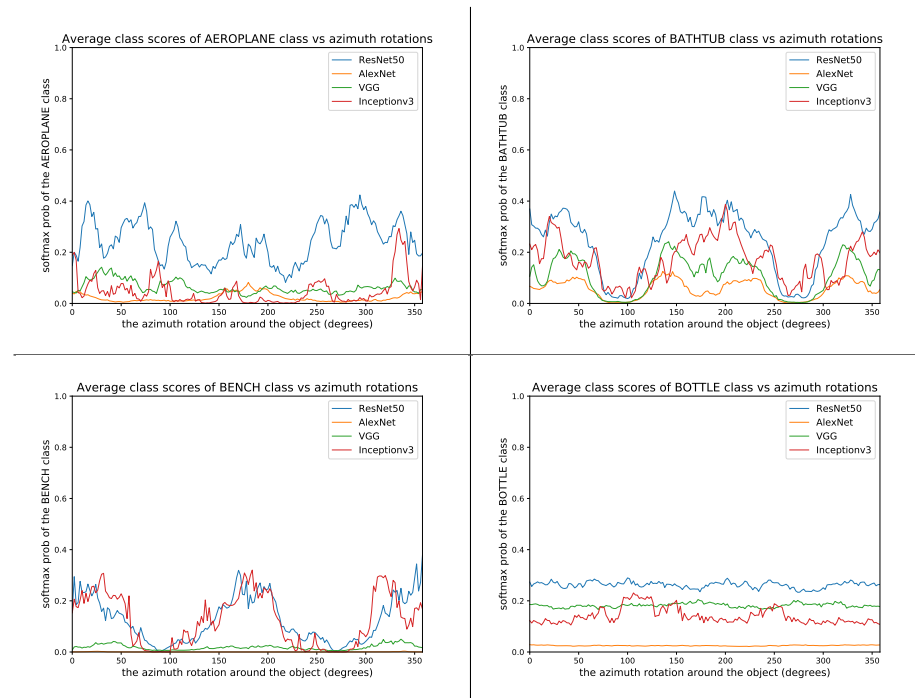 Average class scores of AEROPLANE class vs azimuth rotations
softmax prob of the AEROPLANE class
1.0
0.8
0.6
0.4
0.2
0.0
ResNet50
AlexNet
VGG
Inceptionv3
0 50 100 150 200 250 300 350
the azimuth rotation around the object (degrees)
Average class scores of BATHTUB class vs azimuth rotations
softmax prob of the BATHTUB class
1.0
0.8
0.6
0.4
0.2
0.0
ResNet50
AlexNet
VGG
Inceptionv3
0 50 100 150 200 250 300 350
the azimuth rotation around the object (degrees)
Average class scores of BENCH class vs azimuth rotations
softmax prob of the BENCH class
1.0
0.8
0.6
0.4
0.2
0.0
ResNet50
AlexNet
VGG
Inceptionv3
0 50 100 150 200 250 300 350
the azimuth rotation around the object (degrees)
Average class scores of BOTTLE class vs azimuth rotations
softmax prob of the BOTTLE class
1.0
0.8
0.6
0.4
0.2
0.0
ResNet50
AlexNet
VGG
Inceptionv3
0 50 100 150 200 250 300 350
the azimuth rotation around the object (degrees)